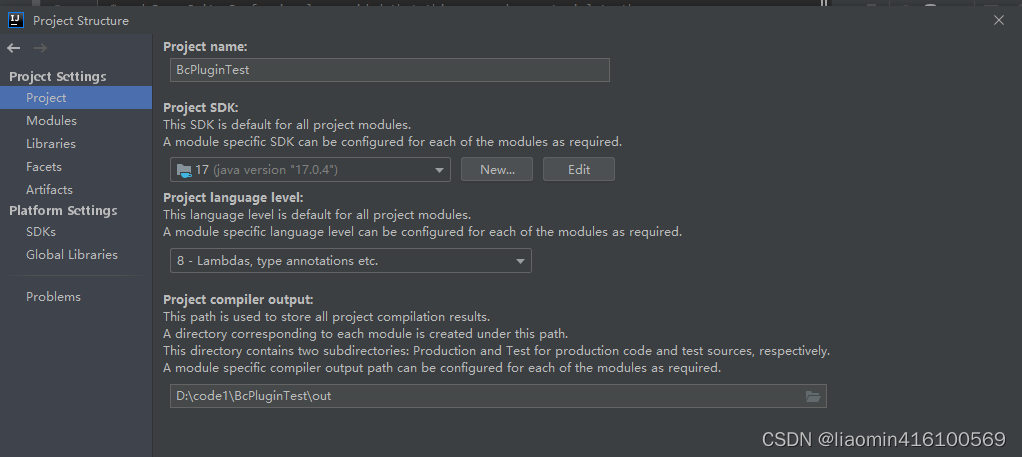 Project Structure
Project Settings
Project
Modules
Libraries
Facets
Artifacts
Platform Settings
SDKs
Global Libraries
Problems
Project name:
BcPluginTest
Project SDK:
This SDK is default for all project modules.
A module specific SDK can be configured for each of the modules as required.
17 (java version "17.0.4")
New...
Edit
Project language level:
This language level is default for all project modules.
A module specific language level can be configured for each of the modules as required.
8 - Lambdas, type annotations etc.
Project compiler output:
This path is used to store all project compilation results.
A directory corresponding to each module is created under this path.
This directory contains two subdirectories: Production and Test for production code and test sources, respectively.
A module specific compiler output path can be configured for each of the modules as required.
D:\code1\BcPluginTest\out
CSDN @liaomin416100569